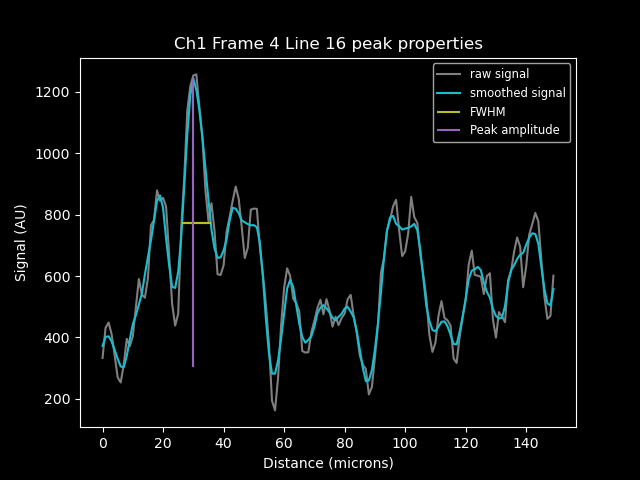 Ch1 Frame 4 Line 16 peak properties
raw signal
smoothed signal
FWHM
Peak amplitude
1200
1000
800
600
400
200
Signal (AU)
0 20 40 60 80 100 120 140
Distance (microns)